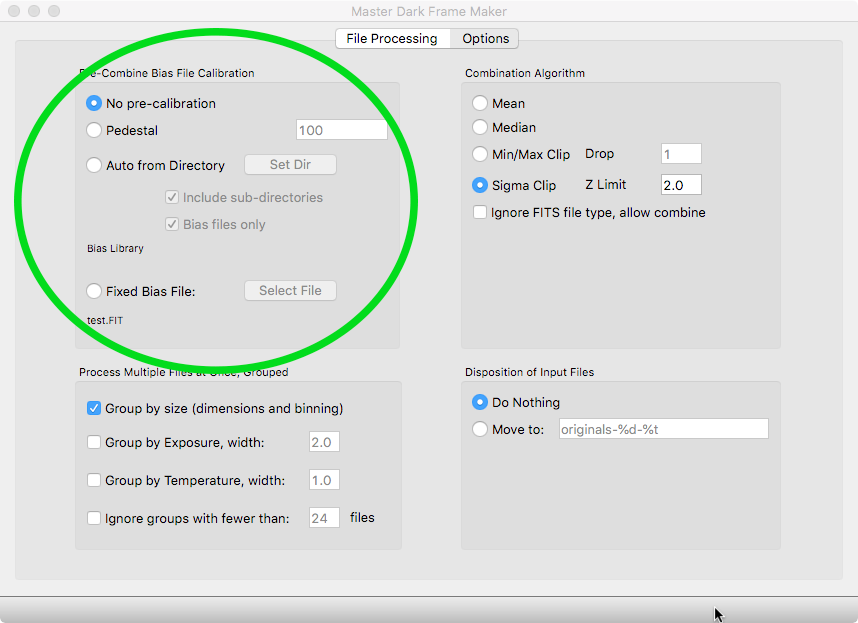 Master Dark Frame Maker
File Processing
Options
Pre-Combine Bias File Calibration
No pre-calibration
Pedestal
100
Auto from Directory
Set Dir
Include sub-directories
Bias files only
Bias Library
Fixed Bias File:
Select File
test.FIT
Combination Algorithm
Mean
Median
Min/Max Clip Drop 1
Sigma Clip Z Limit 2.0
Ignore FITS file type, allow combine
Process Multiple Files at Once, Grouped
Group by size (dimensions and binning)
Group by Exposure, width: 2.0
Group by Temperature, width: 1.0
Ignore groups with fewer than: 24 files
Disposition of Input Files
Do Nothing
Move to: originals-%d-%t